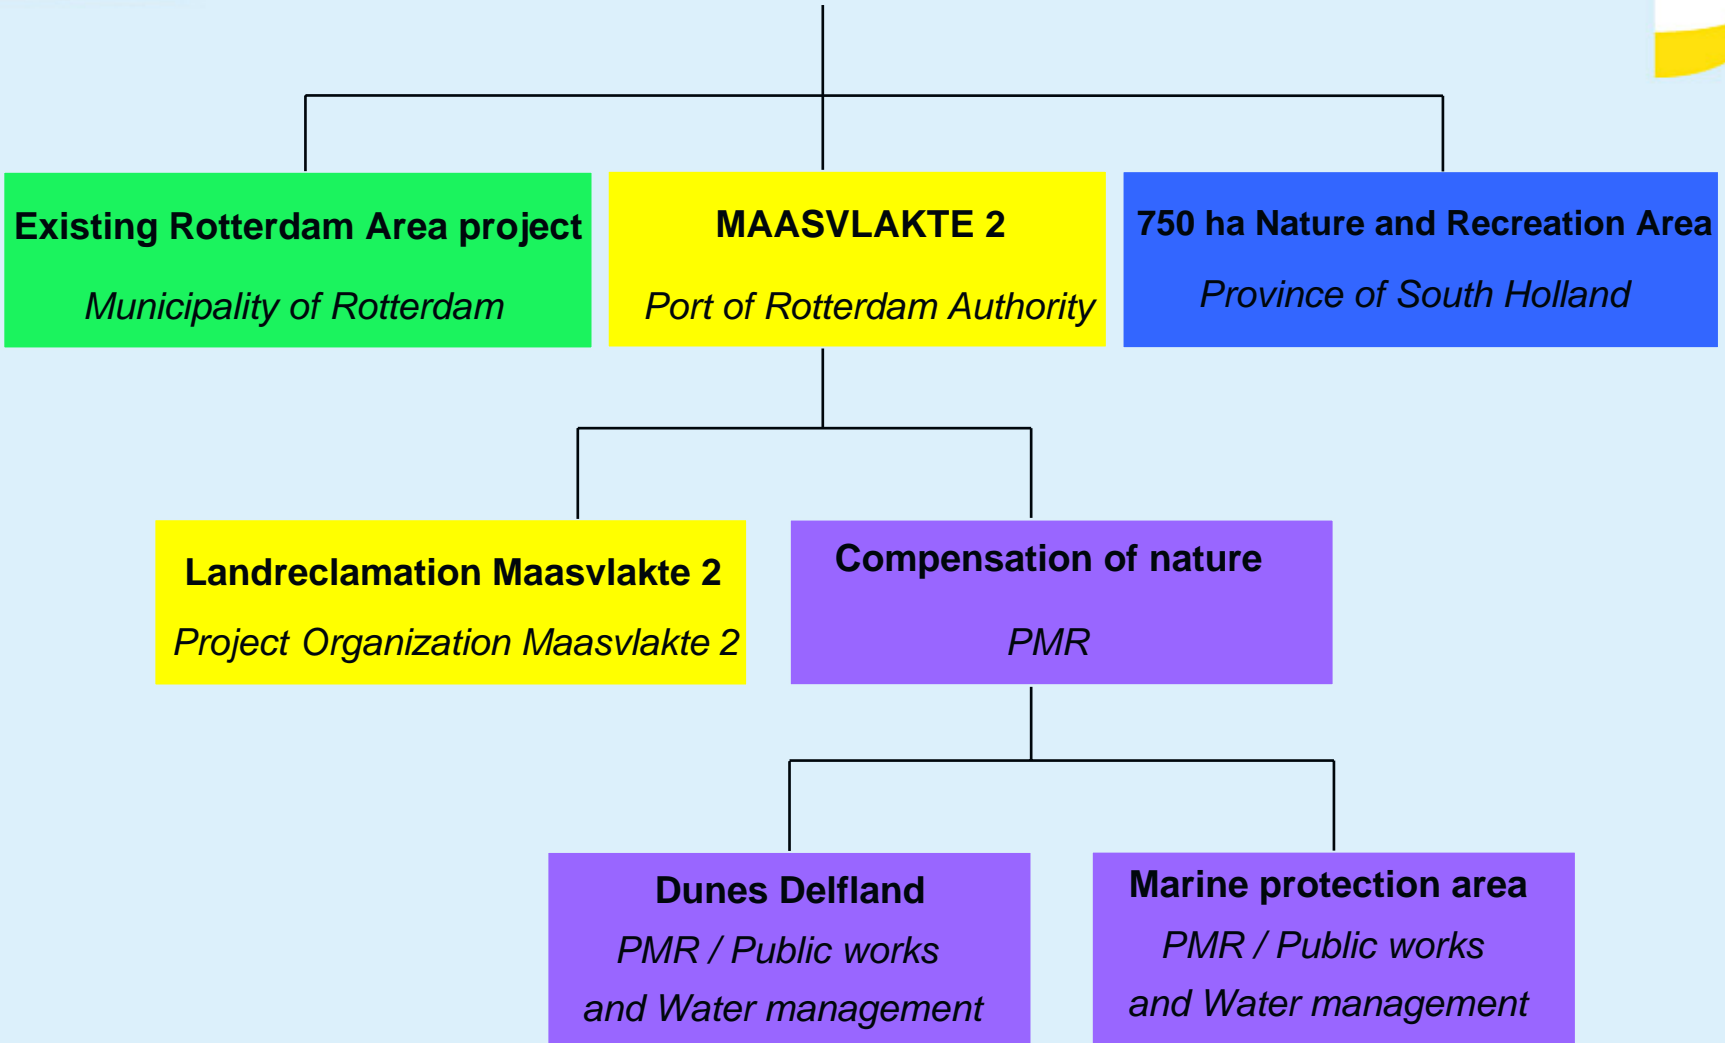 Existing Rotterdam Area project
Municipality of Rotterdam
MAASVLAKTE 2
Port of Rotterdam Authority
750 ha Nature and Recreation Area
Province of South Holland
Landreclamation Maasvlakte 2
Project Organization Maasvlakte 2
Compensation of nature
PMR
Dunes Delfland
PMR / Public works
and Water management
Marine protection area
PMR / Public works
and Water management